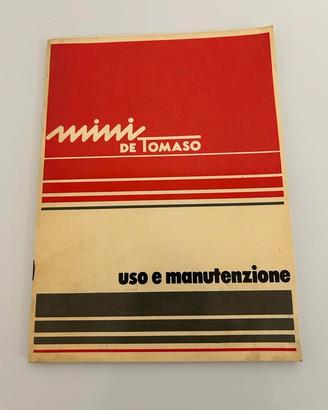 mini
DE TOMASO
uso e manutenzione